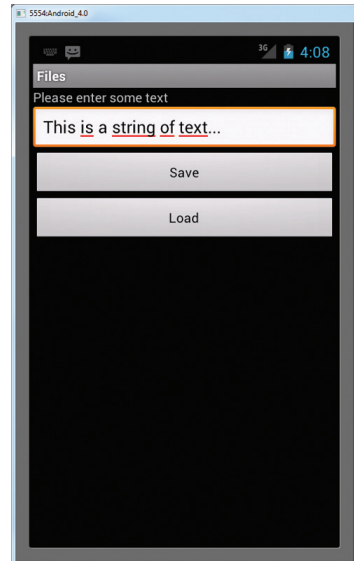 5554:Android_4.0
3G 4:08
Files
Please enter some text
This is a string of text...
Save
Load